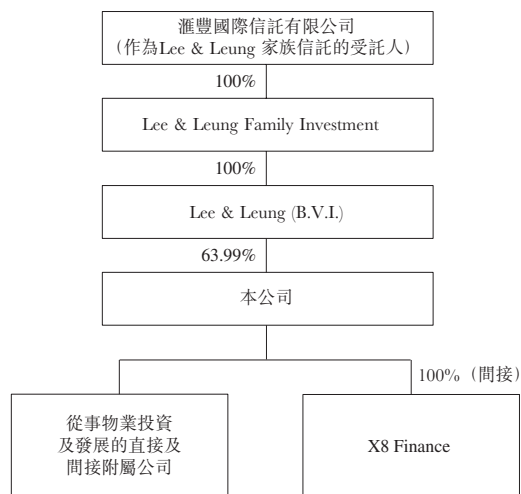 滙豐國際信託有限公司
(作為Lee & Leung 家族信託的受託人)
100%
Lee & Leung Family Investment
100%
Lee & Leung (B.V.I.)
63.99%
本公司
100%（間接）
從事物業投資
及發展的直接及
間接附屬公司
X8 Finance